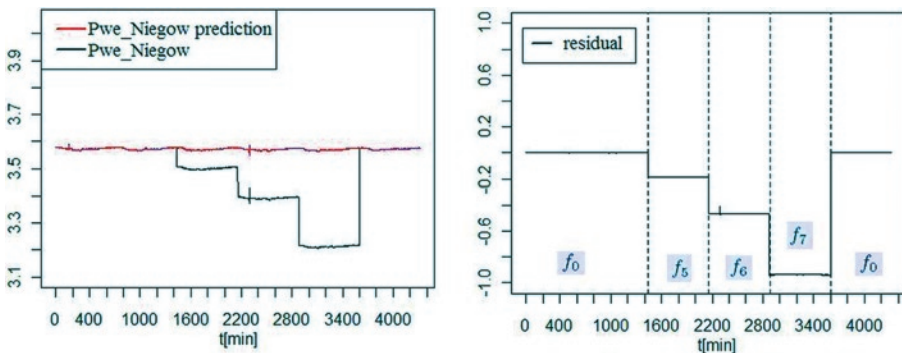 Pwe_Niegow prediction
Pwe_Niegow
3.9
3.7
3.5
3.3
3.1
0 400 1000 1600 2200 2800 3400 4000
t[min]
residual
1.0
0.6
0.2
-0.2
-0.6
-1.0
f0
f5
f6
f7
f0
0 400 1000 1600 2200 2800 3400 4000
t[min]